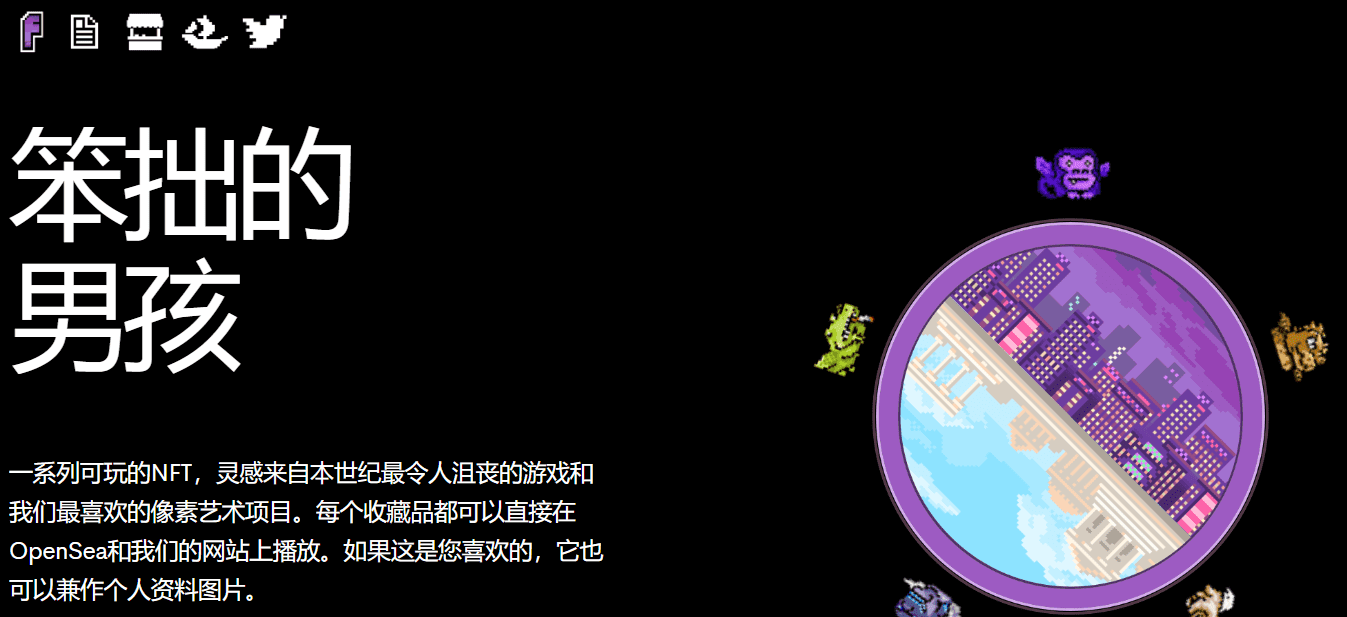 F
笨拙的
男孩
一系列可玩的NFT，灵感来自本世纪最令人沮丧的游戏和
我们最喜欢的像素艺术项目。每个收藏品都可以直接在
OpenSea和我们的网站上播放。如果这是您喜欢的，它也
可以兼作个人资料图片。